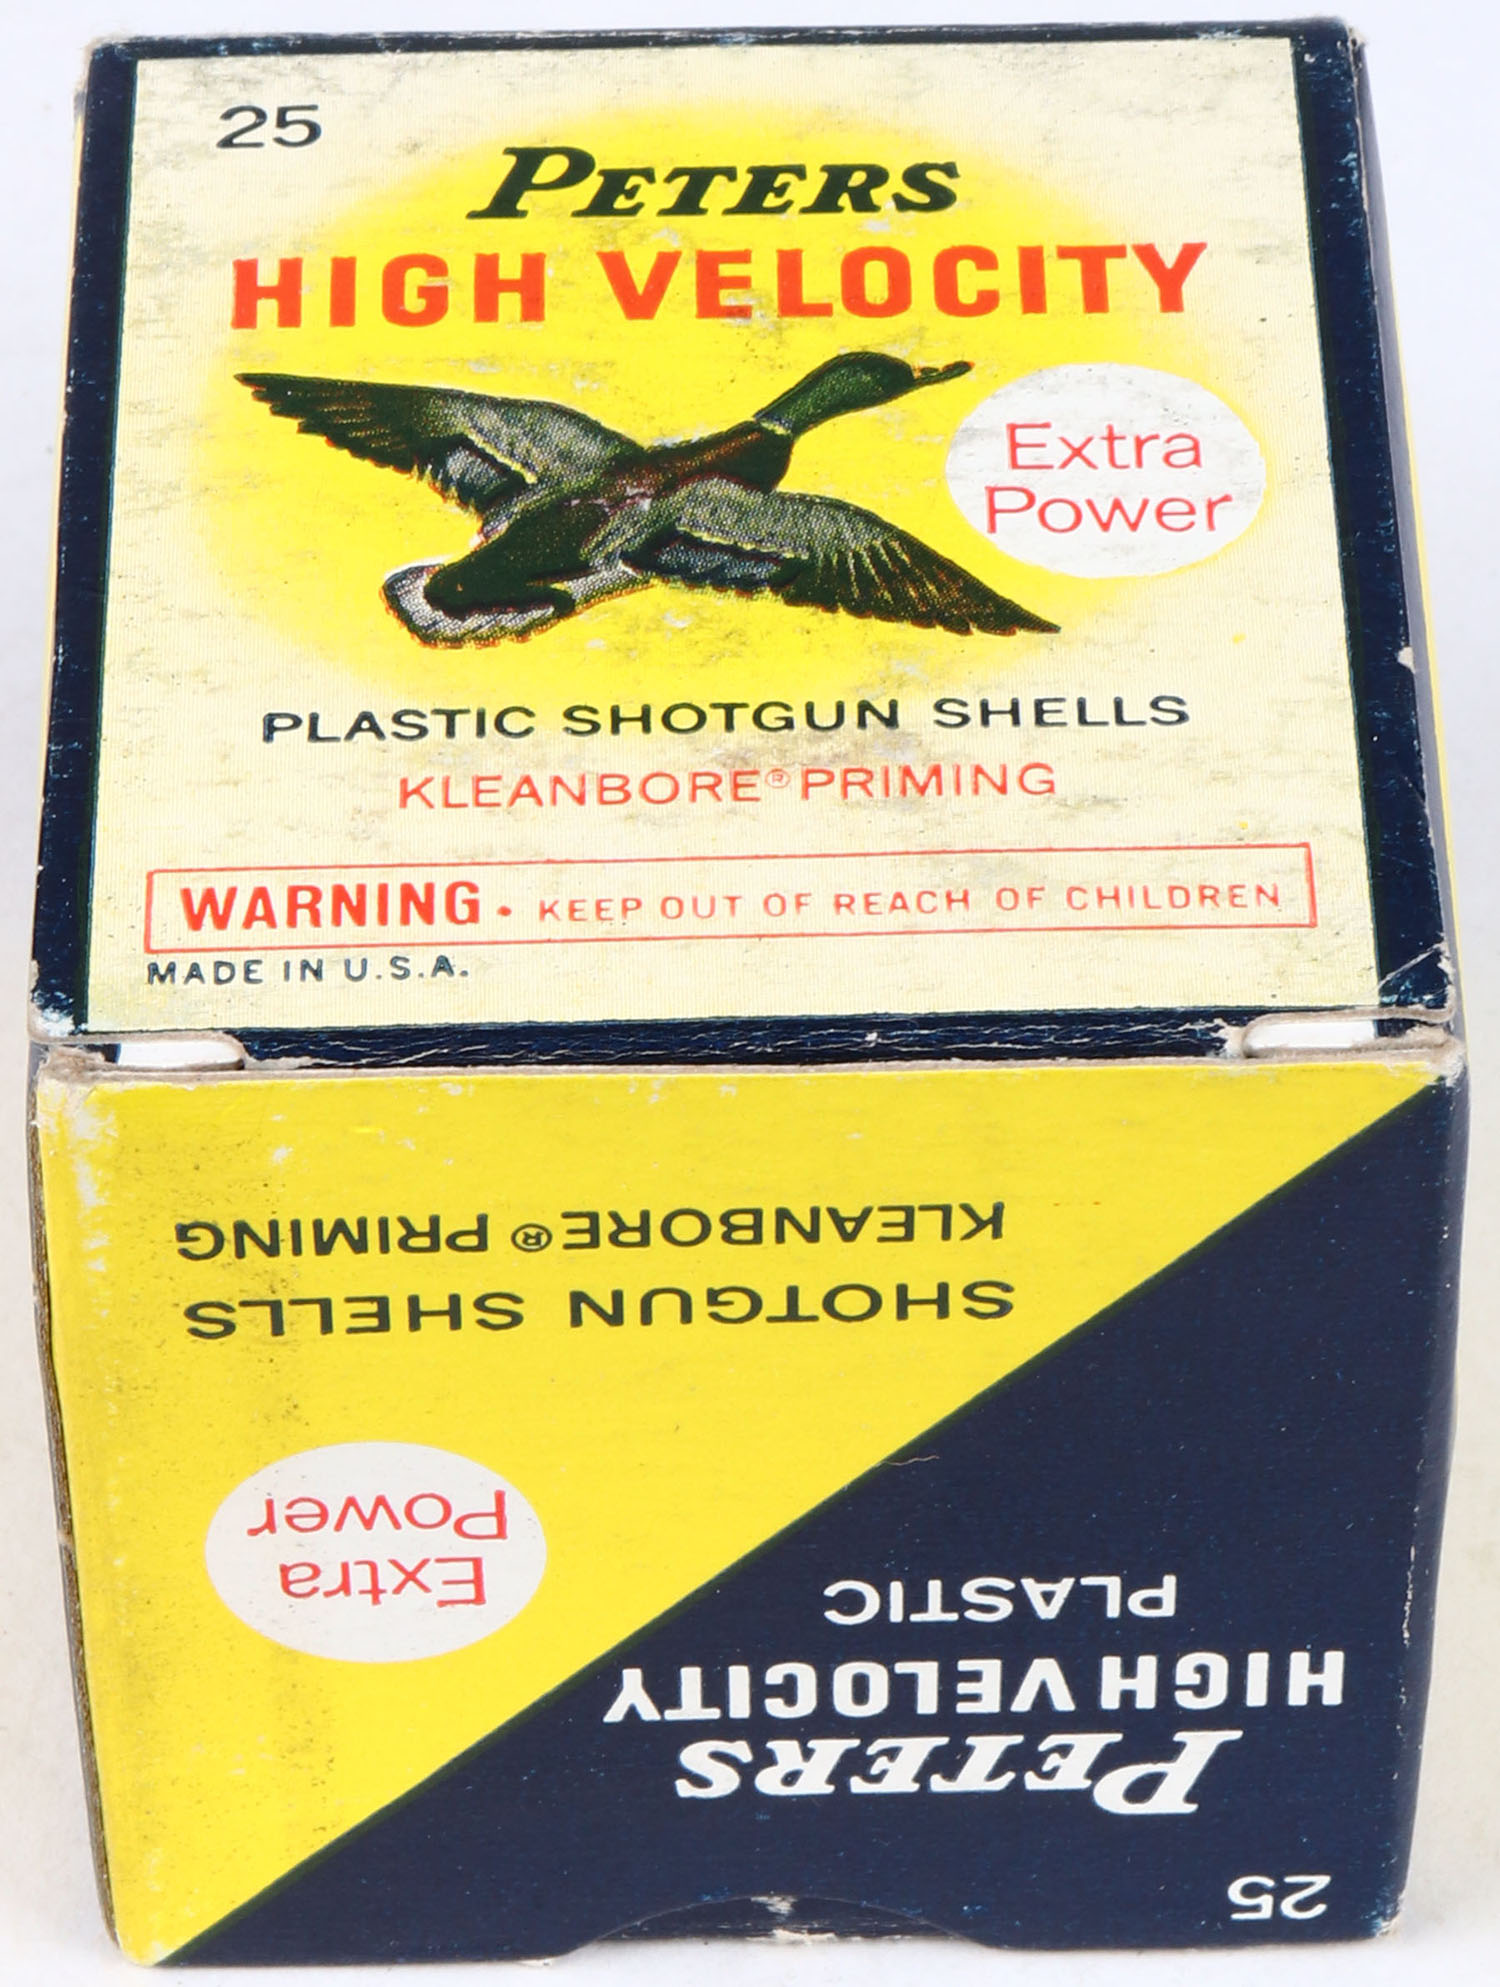 25
PETERS
HIGH VELOCITY
Extra
Power
PLASTIC SHOTGUN SHELLS
KLEANBORE® PRIMING
WARNING • KEEP OUT OF REACH OF CHILDREN
MADE IN U.S.A.
25
PETERS
HIGH VELOCITY
PLASTIC
Extra
Power
SHOTGUN SHELLS
KLEANBORE® PRIMING